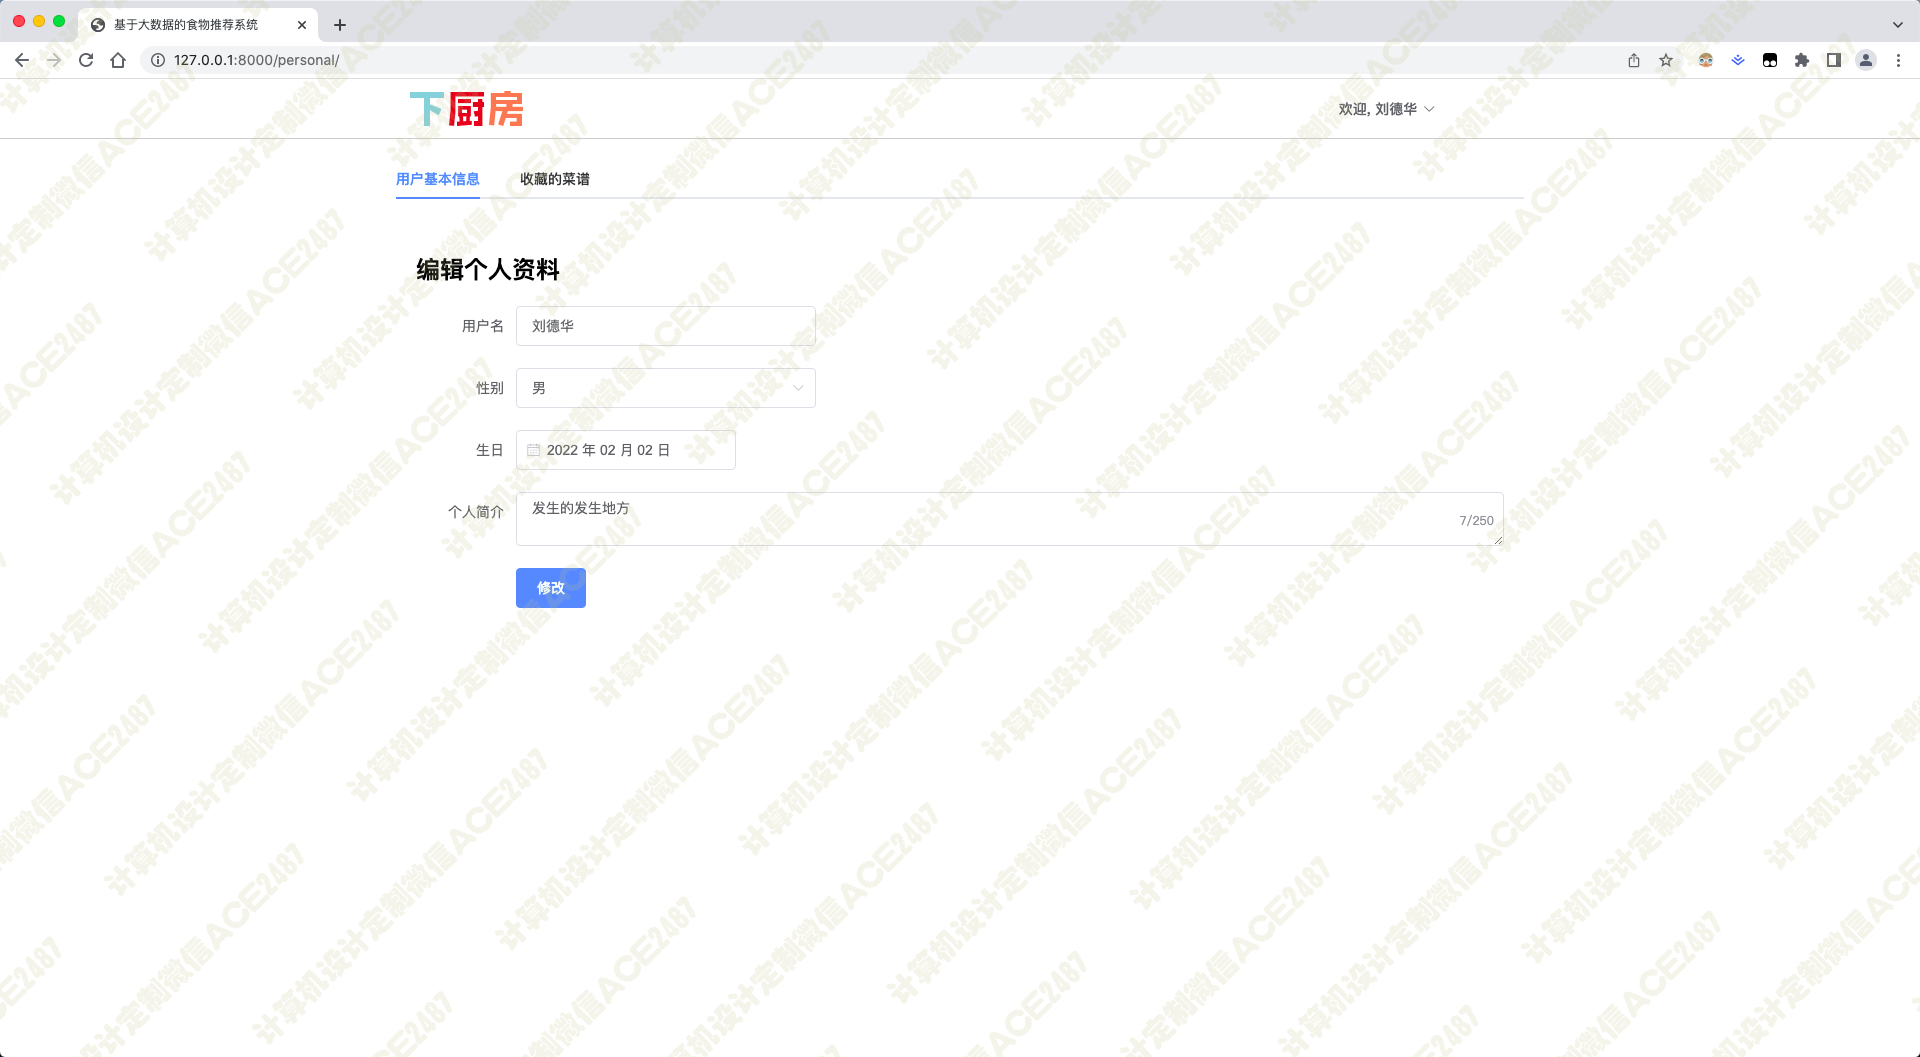 基于大数据的食物推荐系统
127.0.0.1:8000/personal/
下厨房
欢迎, 刘德华
用户基本信息
收藏的菜谱
编辑个人资料
用户名
刘德华
性别
男
生日
2022 年 02 月 02 日
个人简介
发生的发生地方
7/250
修改
计算机设计定制微信ACE2487